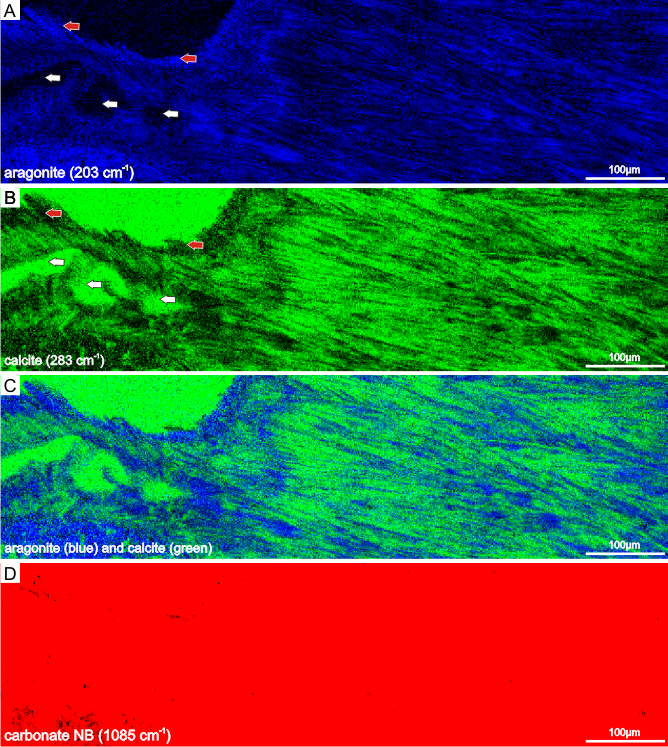 A
aragonite (203 cm⁻¹)
100µm
B
calcite (283 cm⁻¹)
100µm
C
aragonite (blue) and calcite (green)
100µm
D
carbonate NB (1085 cm⁻¹)
100µm